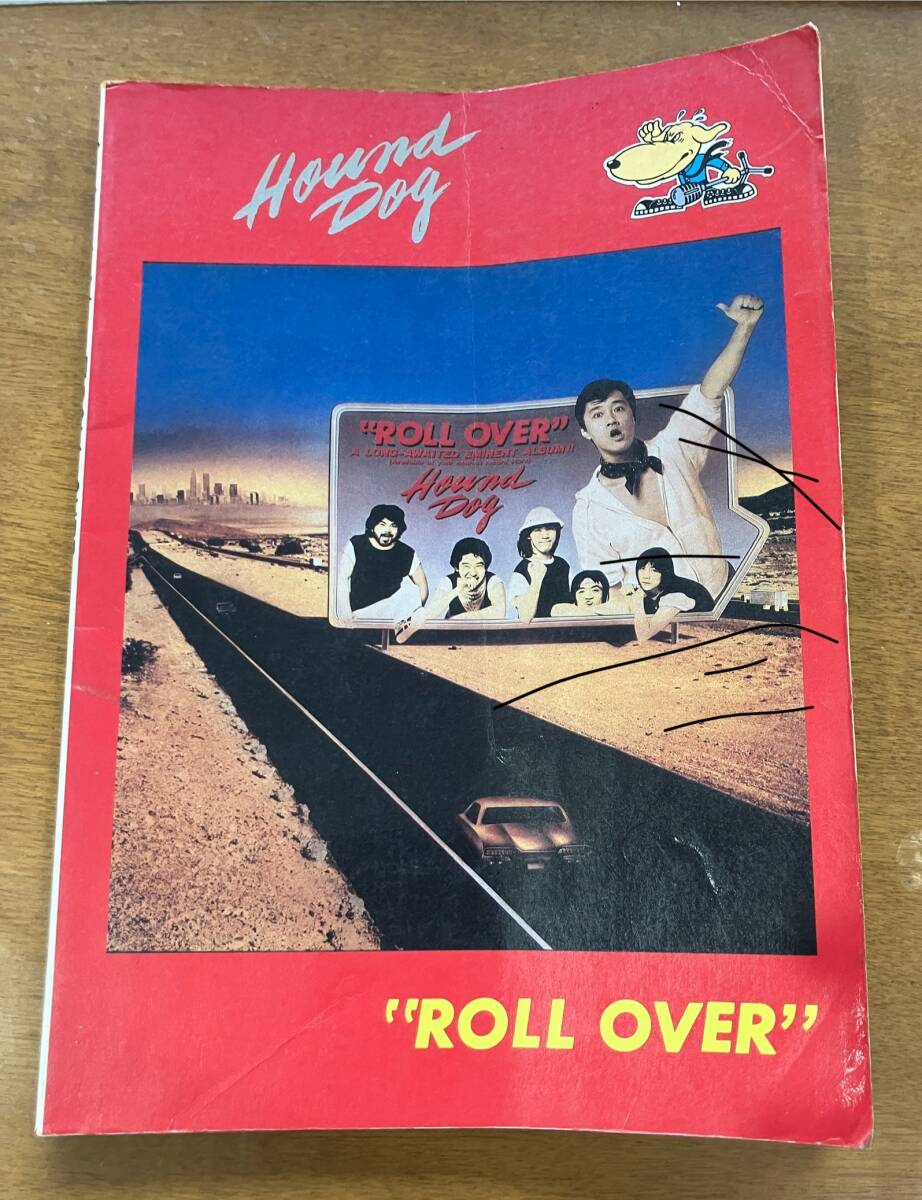 Hound
Dog
"ROLL OVER"
A LONG-AWAITED EMINENT ALBUM!!
Hound
Dog
"ROLL OVER"